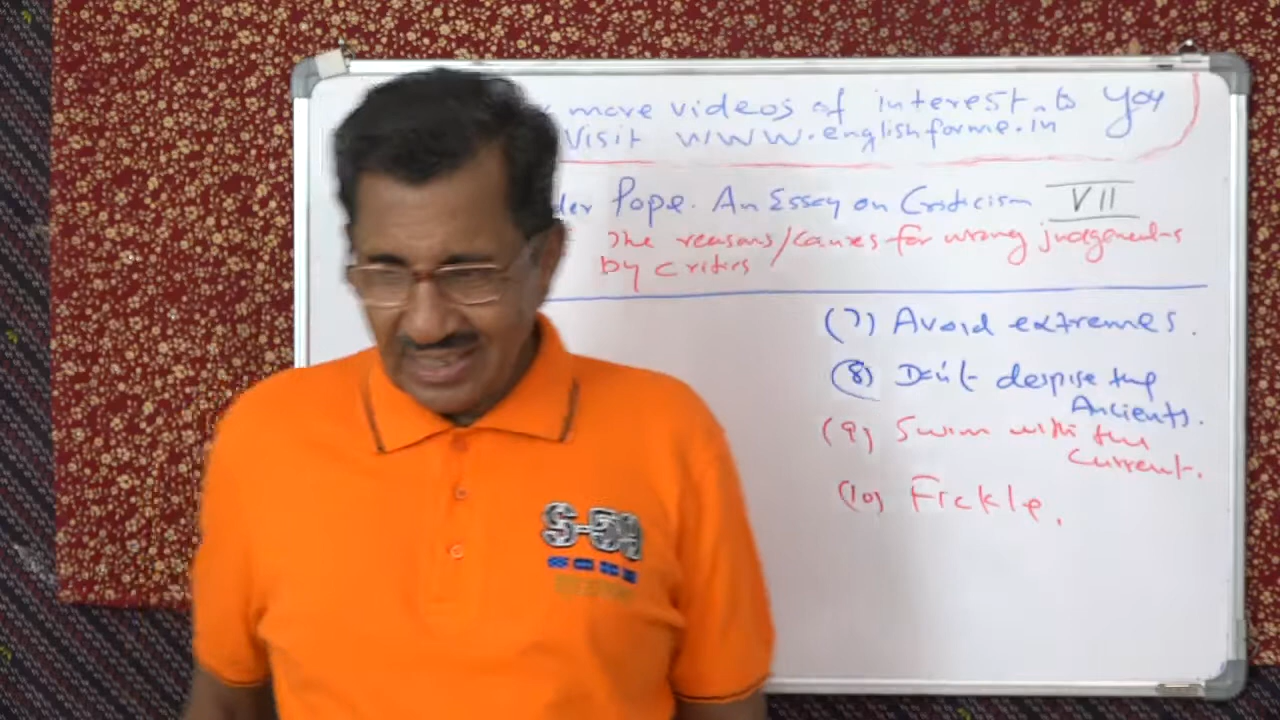 more videos of interest to you
Visit www.englishforme.in
der Pope. An Essay on Criticism VII
The reasons/causes for wrong judgements
by critics
(7) Avoid extremes.
(8) Don't despise the
Ancients.
(9) Swim with the
current.
(10) Fickle.
S-59